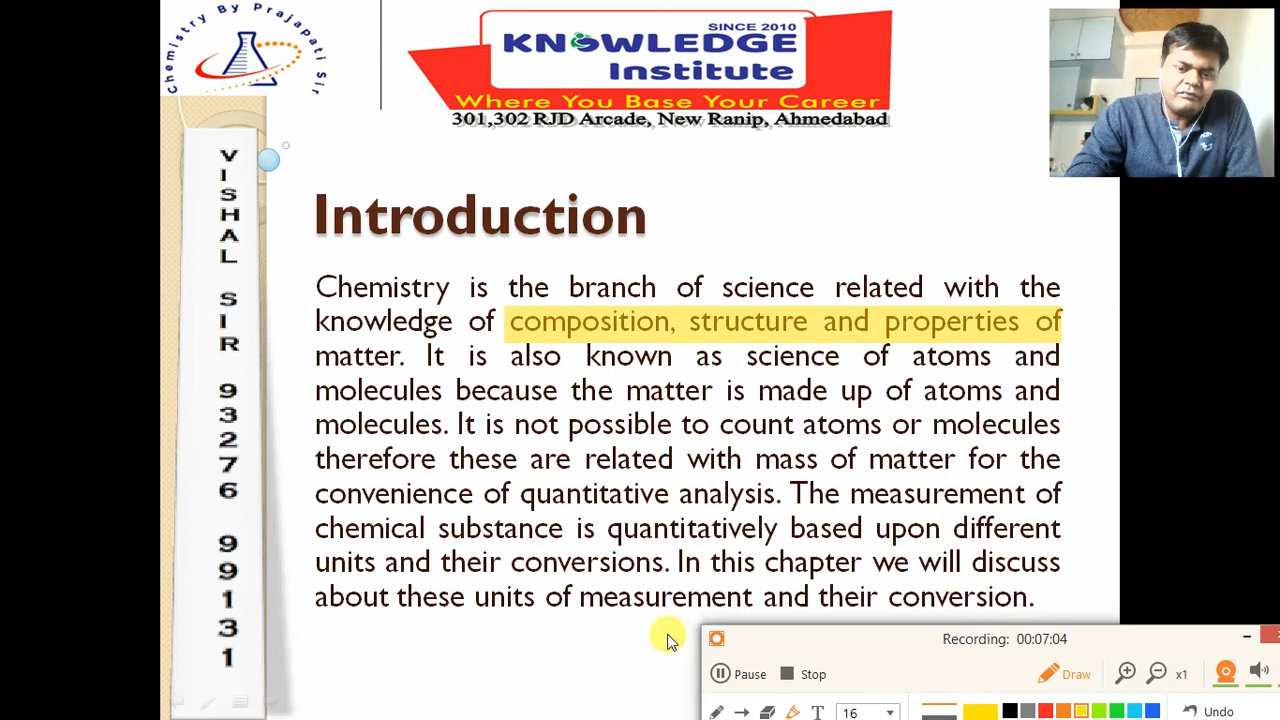 Chemistry By Prajapati Sir
SINCE 2010
KNOWLEDGE
Institute
Where You Base Your Career
301,302 RJD Arcade, New Ranip, Ahmedabad
VISHAL SIR 93276 99131
Introduction
Chemistry is the branch of science related with the
knowledge of composition, structure and properties of
matter. It is also known as science of atoms and
molecules because the matter is made up of atoms and
molecules. It is not possible to count atoms or molecules
therefore these are related with mass of matter for the
convenience of quantitative analysis. The measurement of
chemical substance is quantitatively based upon different
units and their conversions. In this chapter we will discuss
about these units of measurement and their conversion.
Recording: 00:07:04
Pause Stop Draw x1
T 16 Undo